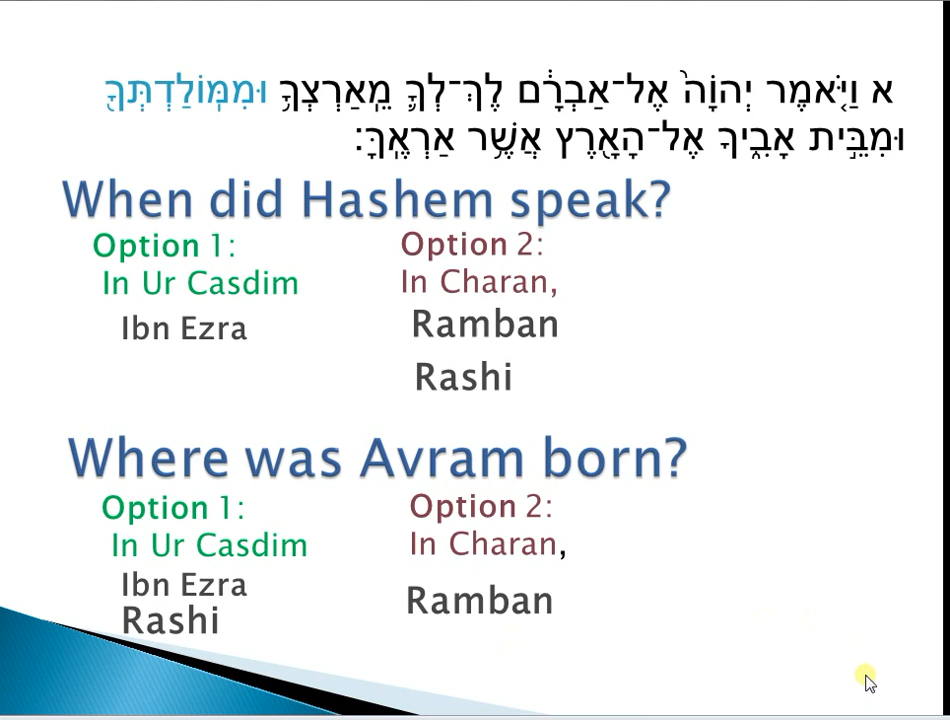 א וַיֹּ֤אמֶר יְהוָֹה֙ אֶל־אַבְרָ֔ם לֶךְ־לְךָ֛ מֵֽאַרְצְךָ֥ וּמִמּֽוֹלַדְתְּךָ֖
וּמִבֵּ֣ית אָבִ֑יךָ אֶל־הָאָ֖רֶץ אֲשֶׁ֥ר אַרְאֶֽךָּ׃
When did Hashem speak?
Option 1: Option 2:
In Ur Casdim In Charan,
Ibn Ezra Ramban
Rashi
Where was Avram born?
Option 1: Option 2:
In Ur Casdim In Charan,
Ibn Ezra Ramban
Rashi